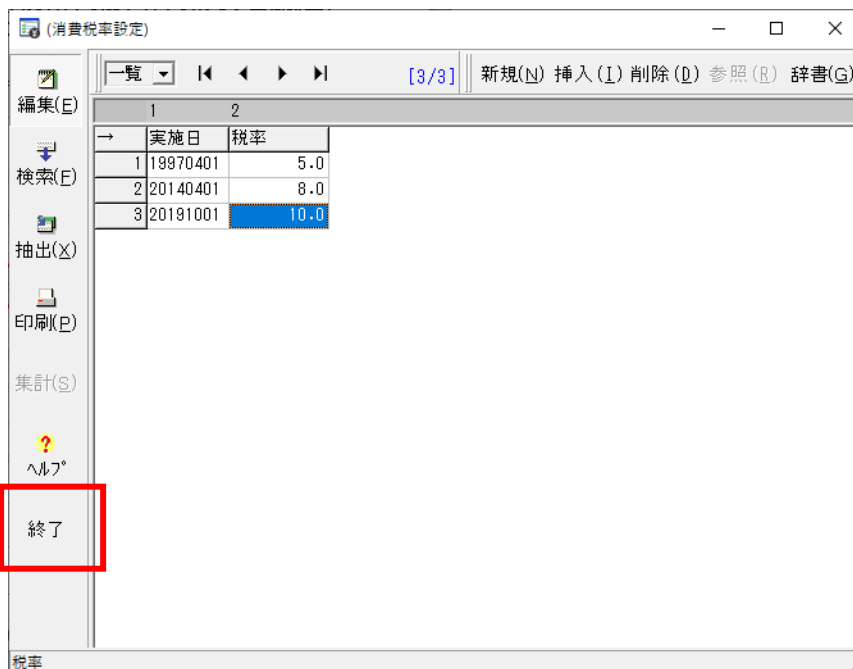 (消費税率設定)
一覧 [3/3] 新規(N) 挿入(I) 削除(D) 参照(R) 辞書(G)
編集(E)
検索(F)
抽出(X)
印刷(P)
集計(S)
?
ヘルプ
終了
1 2
→ 実施日 税率
1 19970401 5.0
2 20140401 8.0
3 20191001 10.0
税率